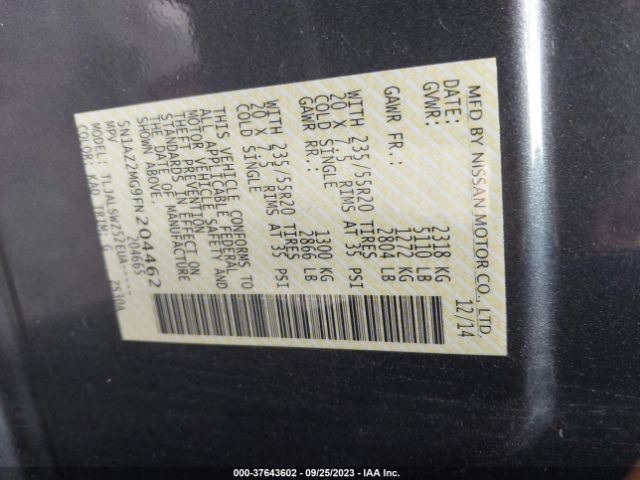 MFD BY NISSAN MOTOR CO., LTD.
DATE: 12/14
GVWR: 2318 KG
5110 LB
GAWR FR.: 1272 KG
2804 LB
WITH 235/55R20 TIRES
20 X 7.5 RIMS AT 35 PSI
COLD SINGLE
GAWR RR.: 1300 KG
2866 LB
WITH 235/55R20 TIRES
20 X 7.5 RIMS AT 35 PSI
COLD SINGLE
THIS VEHICLE CONFORMS TO
ALL APPLICABLE FEDERAL
MOTOR VEHICLE SAFETY AND
THEFT PREVENTION
STANDARDS IN EFFECT ON
THE DATE OF MANUFACTURE
SHOWN ABOVE.
5N1AZ2MG9FN204462
MPV 204665
MODEL: TLJALSWZ52EUA-----
COLOR: KAD TRIM: G Z530A
000-37643602 - 09/25/2023 - IAA Inc.